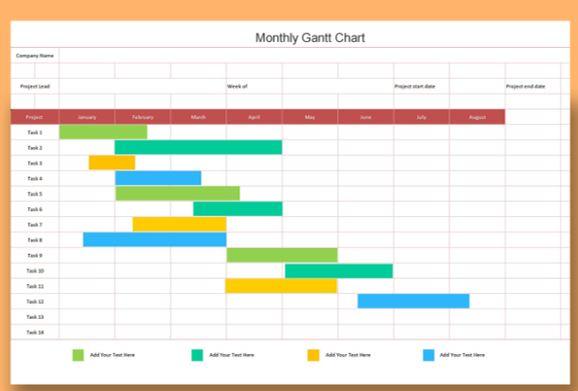 Monthly Gantt Chart
Company Name
Project Lead Week of Project start date Project end date
Project January February March April May June July August
Task 1
Task 2
Task 3
Task 4
Task 5
Task 6
Task 7
Task 8
Task 9
Task 10
Task 11
Task 12
Task 13
Task 14
Add Your Text Here Add Your Text Here Add Your Text Here Add Your Text Here